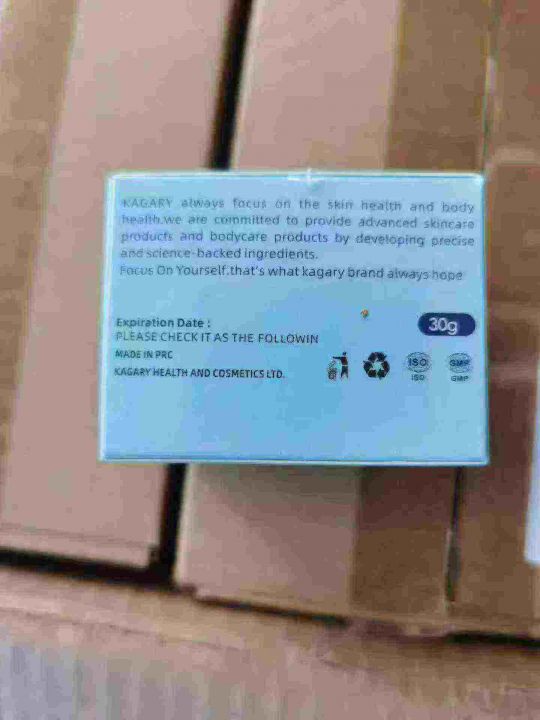 KAGARY always focus on the skin health and body
health.we are committed to provide advanced skincare
products and bodycare products by developing precise
and science-backed ingredients.
Focus On Yourself.that's what kagary brand always hope
Expiration Date :
30g
PLEASE CHECK IT AS THE FOLLOWIN
MADE IN PRC
KAGARY HEALTH AND COSMETICS LTD.
ISO
GMP
ISO
GMP